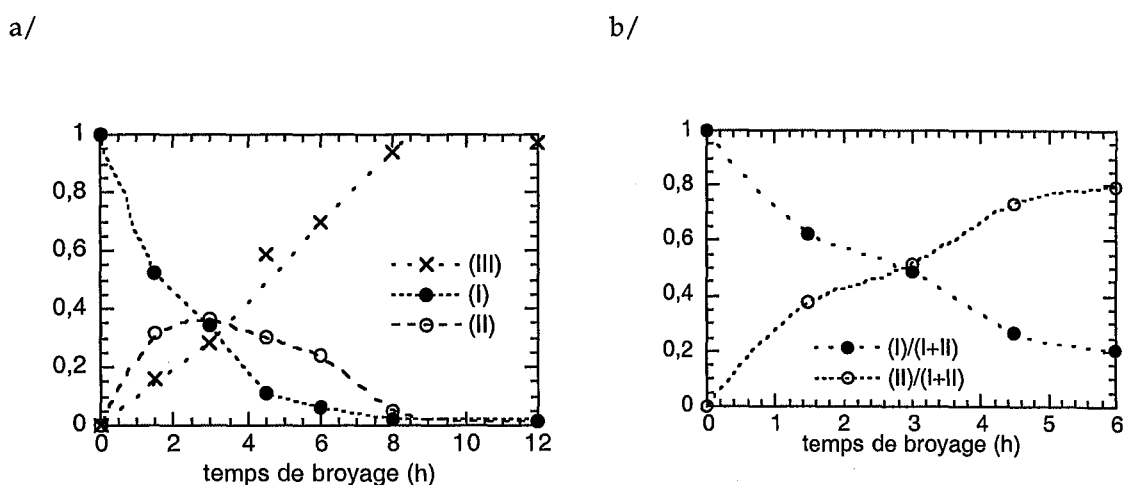 a/
b/
1
0,8
0,6
0,4
0,2
0
0 2 4 6 8 10 12
temps de broyage (h)
(III)
(I)
(II)
1
0,8
0,6
0,4
0,2
0
0 1 2 3 4 5 6
temps de broyage (h)
(I)/(I+II)
(II)/(I+II)